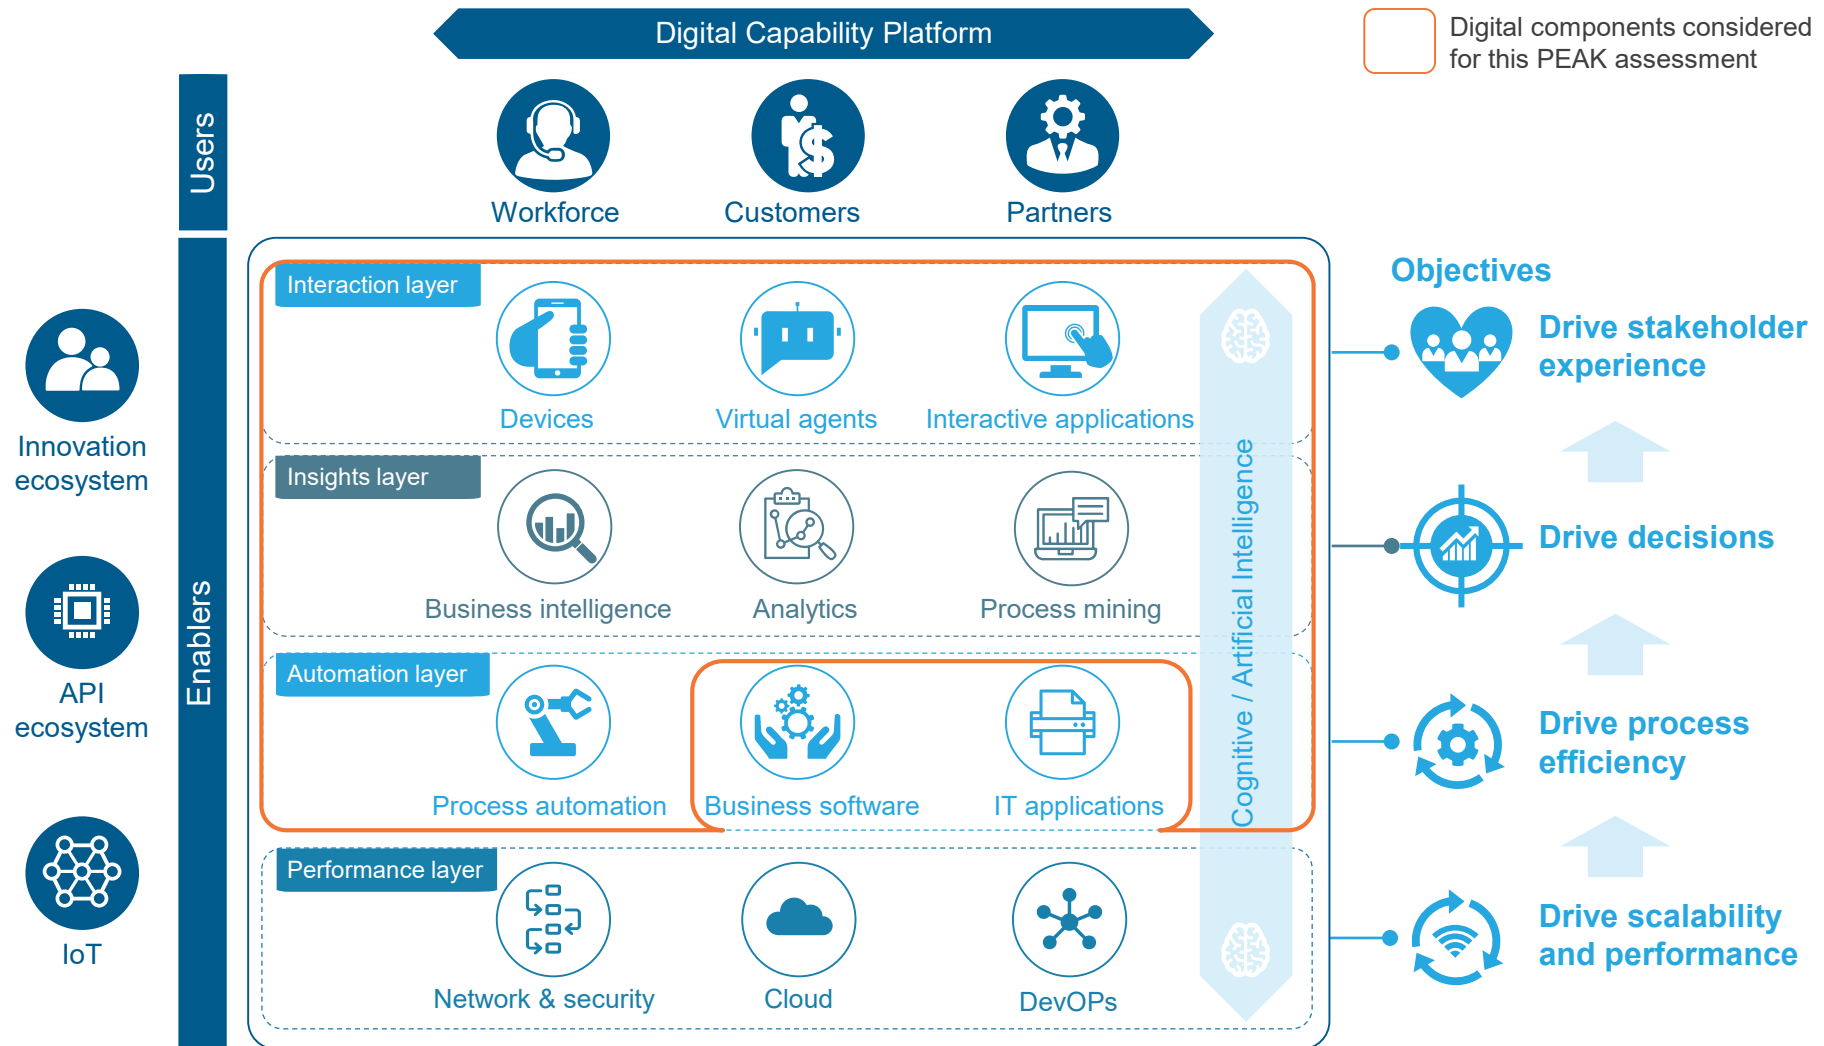 Digital Capability Platform
Digital components considered
for this PEAK assessment
Users
Workforce
Customers
Partners
Enablers
Innovation
ecosystem
API
ecosystem
IoT
Interaction layer
Devices
Virtual agents
Interactive applications
Insights layer
Business intelligence
Analytics
Process mining
Automation layer
Process automation
Business software
IT applications
Performance layer
Network & security
Cloud
DevOPs
Cognitive / Artificial Intelligence
Objectives
Drive stakeholder
experience
Drive decisions
Drive process
efficiency
Drive scalability
and performance